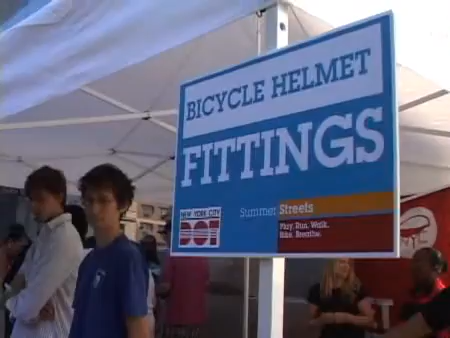 BICYCLE HELMET
FITTINGS
NEW YORK CITY
DOT
Summer Streets
Play. Run. Walk.
Bike. Breathe.